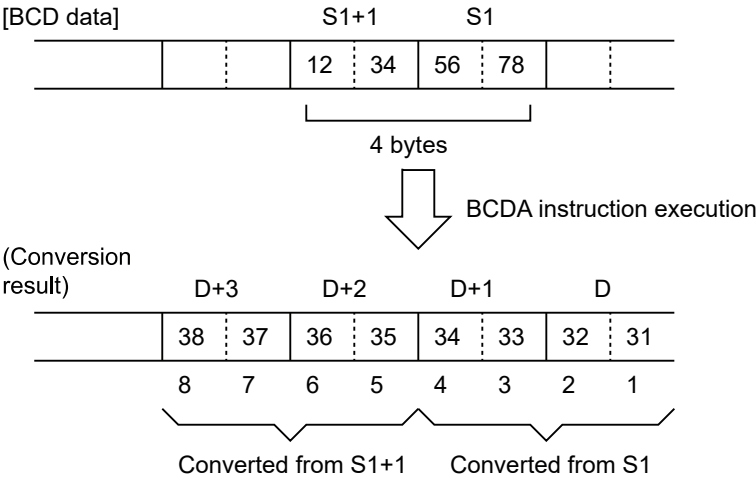 [BCD data] S1+1 S1
12 34 56 78
4 bytes
BCDA instruction execution
(Conversion
result)
D+3 D+2 D+1 D
38 37 36 35 34 33 32 31
8 7 6 5 4 3 2 1
Converted from S1+1 Converted from S1